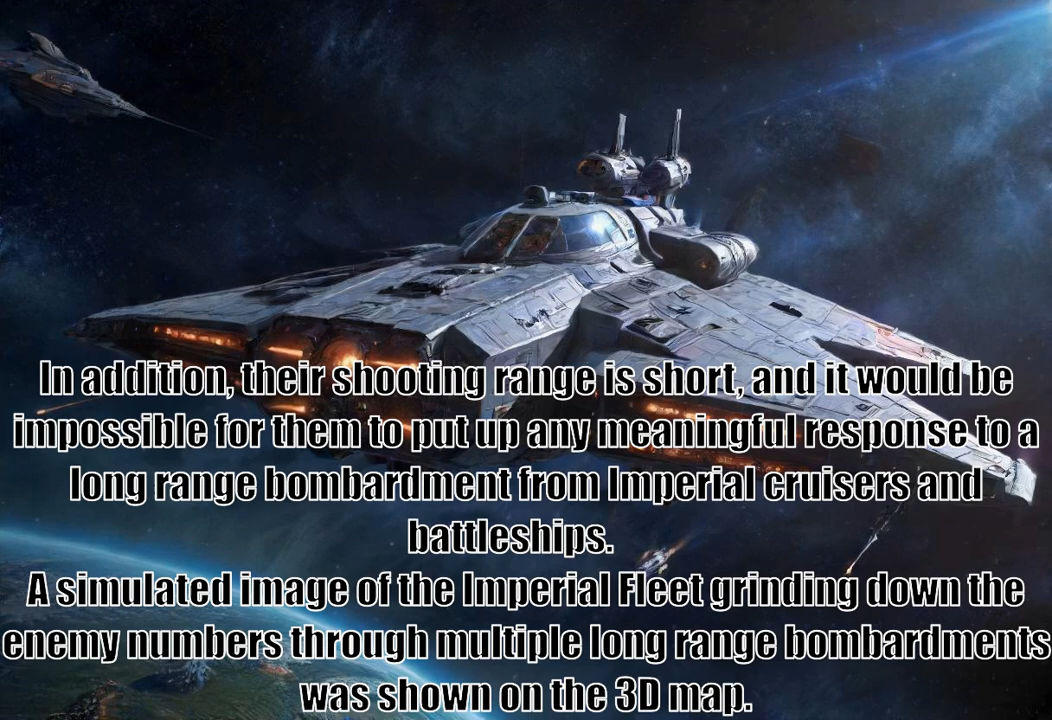 In addition, their shooting range is short, and it would be
impossible for them to put up any meaningful response to a
long range bombardment from Imperial cruisers and
battleships.
A simulated image of the Imperial Fleet grinding down the
enemy numbers through multiple long range bombardments
was shown on the 3D map.